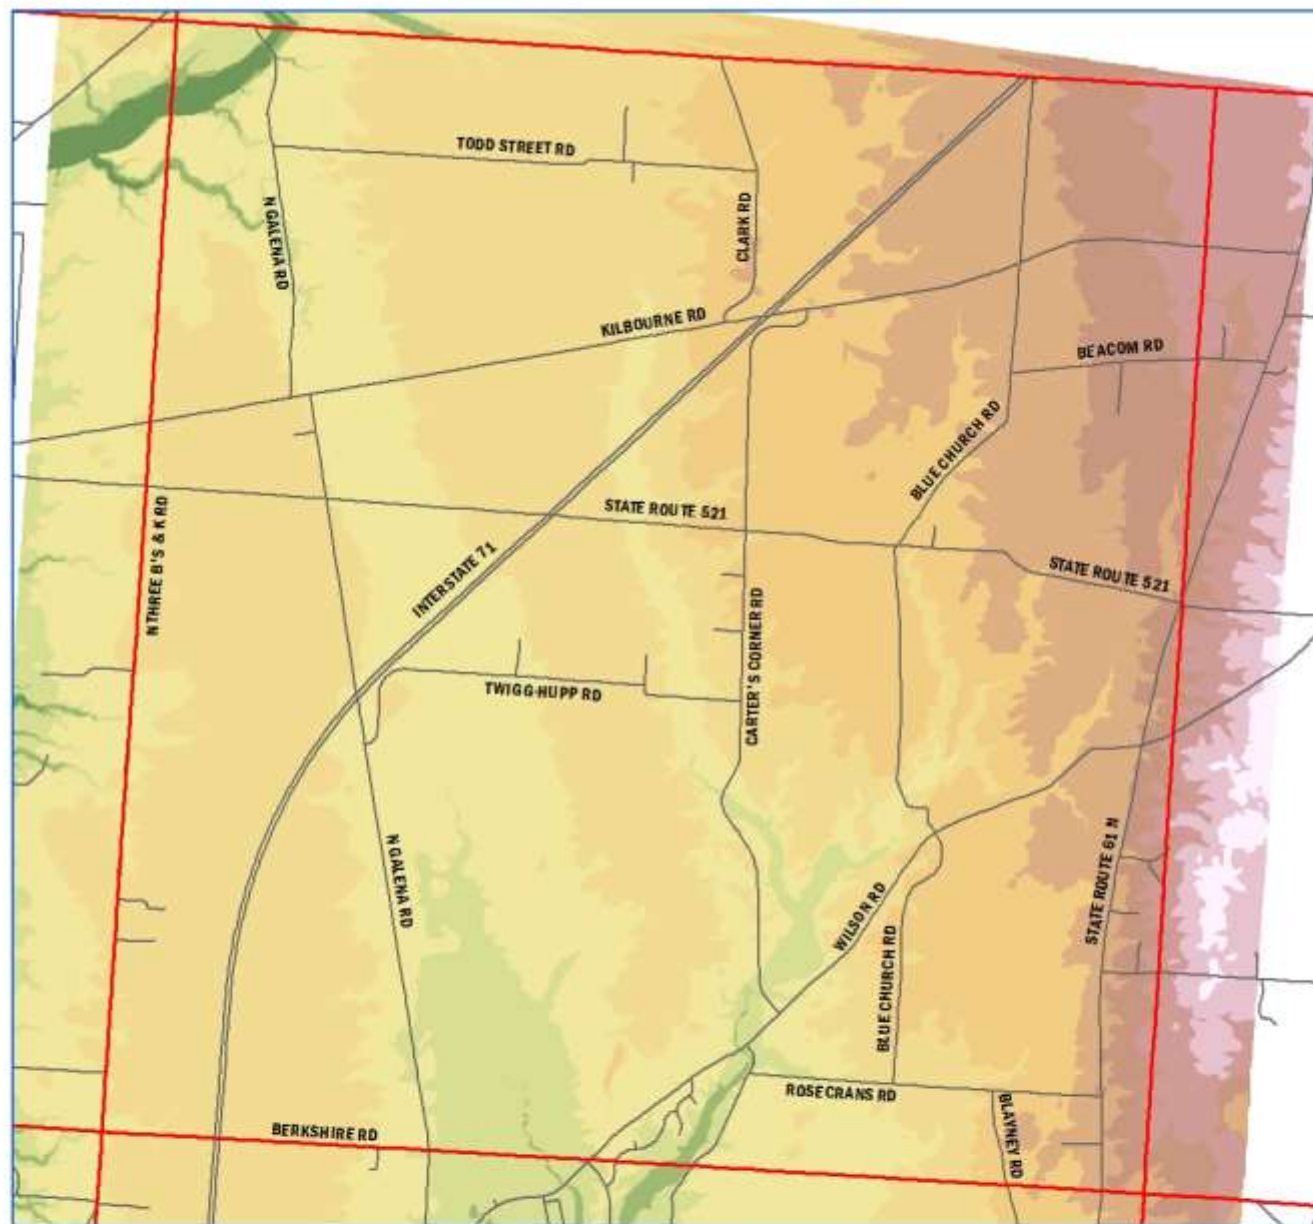 TODD STREET RD
N GALENA RD
CLARK RD
KILBOURNE RD
BEACOM RD
BLUE CHURCH RD
STATE ROUTE 521
N THREE B'S & K RD
INTERSTATE 71
STATE ROUTE 521
CARTER'S CORNER RD
TWIGG-HUPP RD
N GALENA RD
WILSON RD
STATE ROUTE 61 N
BLUE CHURCH RD
ROSECRANS RD
BLAYNEY RD
BERKSHIRE RD